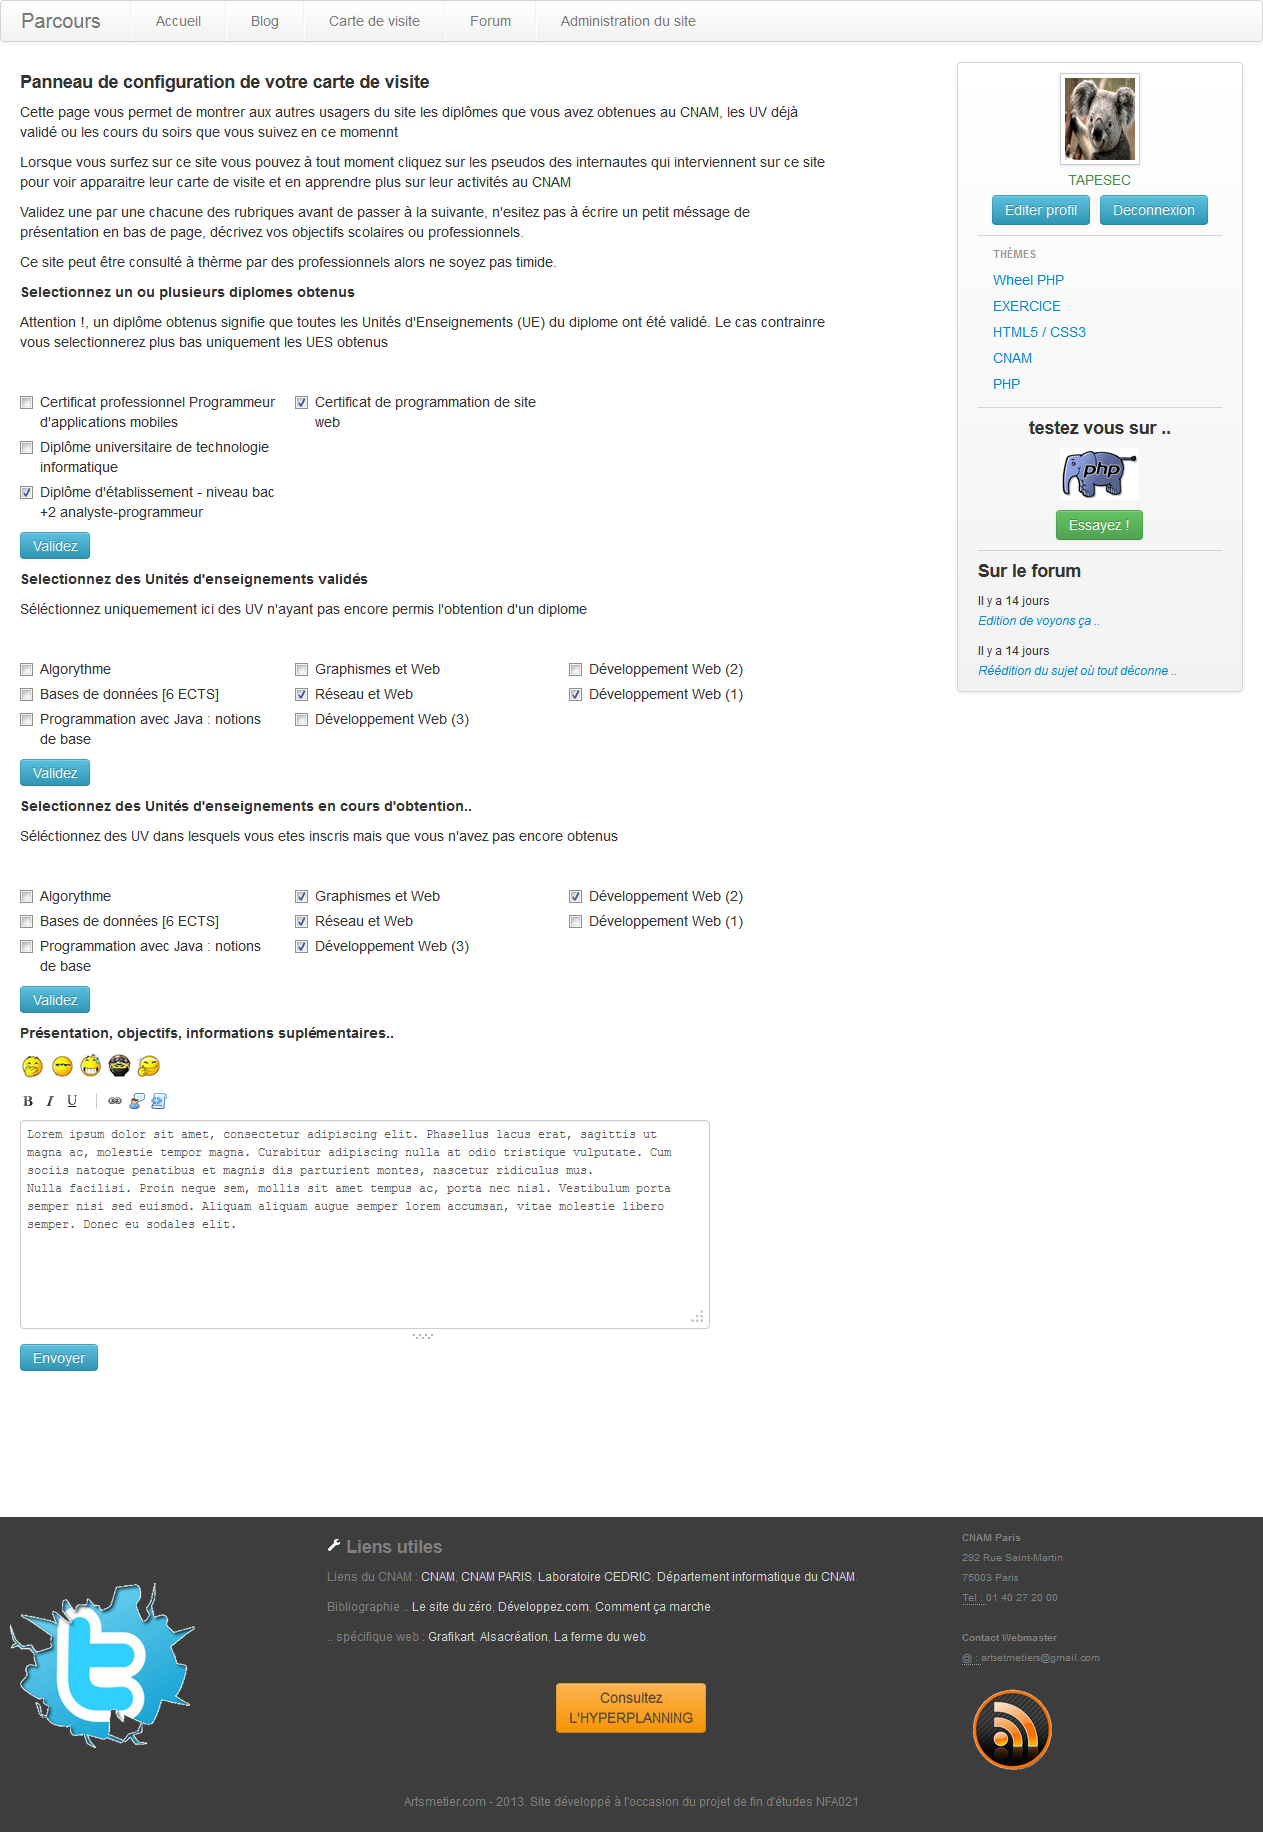 Parcours
Accueil
Blog
Carte de visite
Forum
Administration du site
Panneau de configuration de votre carte de visite
Cette page vous permet de montrer aux autres usagers du site les diplômes que vous avez obtenues au CNAM, les UV déjà
validé ou les cours du soirs que vous suivez en ce momennt
Lorsque vous surfez sur ce site vous pouvez à tout moment cliquez sur les pseudos des internautes qui interviennent sur ce site
pour voir apparaitre leur carte de visite et en apprendre plus sur leur activités au CNAM
Validez une par une chacune des rubriques avant de passer à la suivante, n'esitez pas à écrire un petit méssage de
présentation en bas de page, décrivez vos objectifs scolaires ou professionnels.
Ce site peut être consulté à thèrme par des professionnels alors ne soyez pas timide.
Selectionnez un ou plusieurs diplomes obtenus
Attention !, un diplôme obtenus signifie que toutes les Unités d'Enseignements (UE) du diplome ont été validé. Le cas contrainre
vous selectionnerez plus bas uniquement les UES obtenus
Certificat professionnel Programmeur
d'applications mobiles
Certificat de programmation de site
web
Diplôme universitaire de technologie
informatique
Diplôme d'établissement - niveau bac
+2 analyste-programmeur
Validez
Selectionnez des Unités d'enseignements validés
Séléctionnez uniquemement ici des UV n'ayant pas encore permis l'obtention d'un diplome
Algorythme
Graphismes et Web
Développement Web (2)
Bases de données [6 ECTS]
Réseau et Web
Développement Web (1)
Programmation avec Java : notions
de base
Développement Web (3)
Validez
Selectionnez des Unités d'enseignements en cours d'obtention..
Séléctionnez des UV dans lesquels vous etes inscris mais que vous n'avez pas encore obtenus
Algorythme
Graphismes et Web
Développement Web (2)
Bases de données [6 ECTS]
Réseau et Web
Développement Web (1)
Programmation avec Java : notions
de base
Développement Web (3)
Validez
Présentation, objectifs, informations suplémentaires..
B I U
Lorem ipsum dolor sit amet, consectetur adipiscing elit. Phasellus lacus erat, sagittis ut
magna ac, molestie tempor magna. Curabitur adipiscing nulla at odio tristique vulputate. Cum
sociis natoque penatibus et magnis dis parturient montes, nascetur ridiculus mus.
Nulla facilisi. Proin neque sem, mollis sit amet tempus ac, porta nec nisl. Vestibulum porta
semper nisi sed euismod. Aliquam aliquam augue semper lorem accumsan, vitae molestie libero
semper. Donec eu sodales elit.
Envoyer
TAPESEC
Editer profil
Deconnexion
THÈMES
Wheel PHP
EXERCICE
HTML5 / CSS3
CNAM
PHP
testez vous sur ..
php
Essayez !
Sur le forum
Il y a 14 jours
Edition de voyons ça ..
Il y a 14 jours
Réédition du sujet où tout déconne ..
Liens utiles
Liens du CNAM : CNAM, CNAM PARIS, Laboratoire CEDRIC, Département informatique du CNAM.
Bibliographie .. Le site du zéro, Développez.com, Comment ça marche.
.. spécifique web : Grafikart, Alsacréation, La ferme du web.
Consultez
L'HYPERPLANNING
CNAM Paris
292 Rue Saint-Martin
75003 Paris
Tel : 01 40 27 20 00
Contact Webmaster
@ : artsetmetiers@gmail.com
Artsmetier.com - 2013. Site développé à l'occasion du projet de fin d'études NFA021